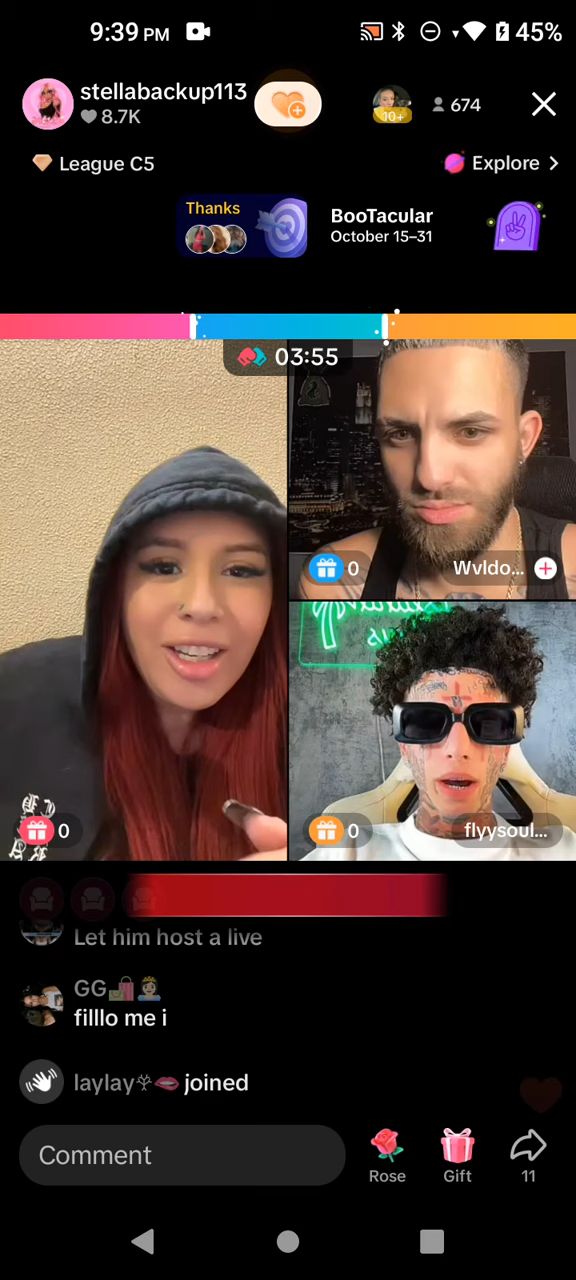 9:39 PM
45%
stellabackup113
8.7K
10+
674
League C5
Explore
Thanks
BooTacular
October 15–31
03:55
0
Wvldo...
0
flyysoul...
0
Let him host a live
GG
filllo me i
laylay joined
Comment
Rose
Gift
11